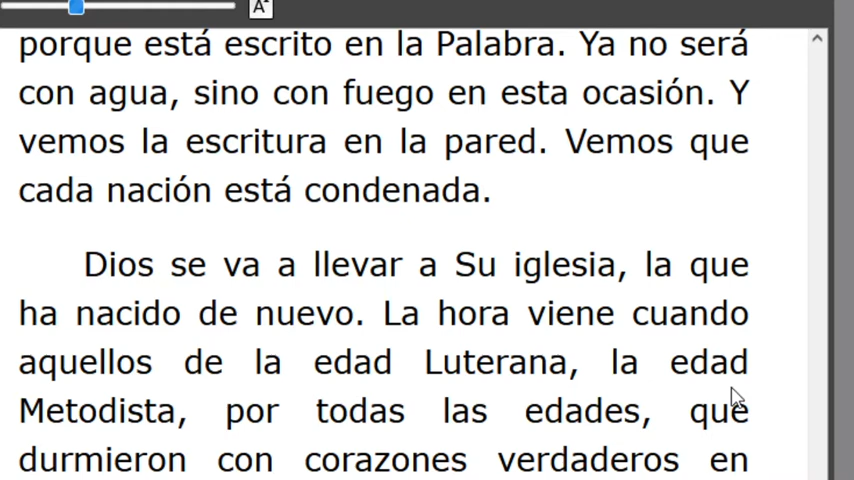 A
porque está escrito en la Palabra. Ya no será
con agua, sino con fuego en esta ocasión. Y
vemos la escritura en la pared. Vemos que
cada nación está condenada.
Dios se va a llevar a Su iglesia, la que
ha nacido de nuevo. La hora viene cuando
aquellos de la edad Luterana, la edad
Metodista, por todas las edades, que
durmieron con corazones verdaderos en